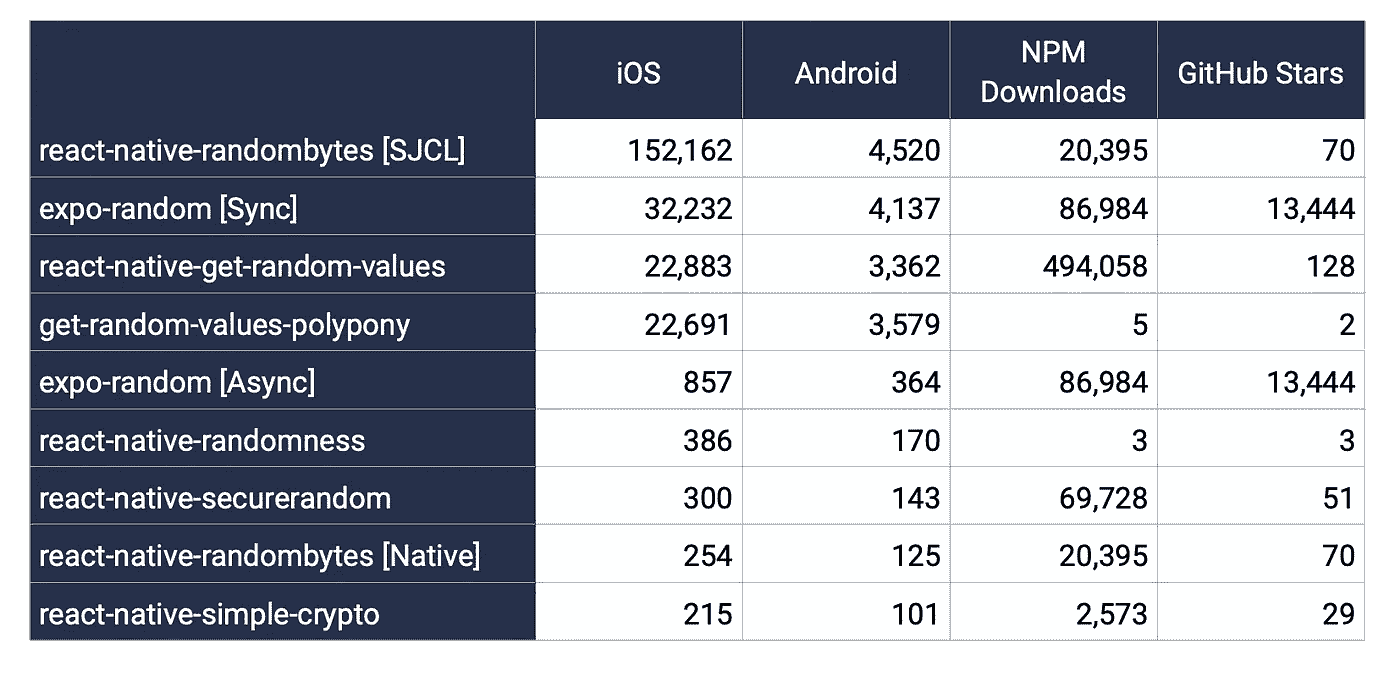 iOS Android NPM Downloads GitHub Stars
react-native-randombytes [SJCL] 152,162 4,520 20,395 70
expo-random [Sync] 32,232 4,137 86,984 13,444
react-native-get-random-values 22,883 3,362 494,058 128
get-random-values-polypony 22,691 3,579 5 2
expo-random [Async] 857 364 86,984 13,444
react-native-randomness 386 170 3 3
react-native-securerandom 300 143 69,728 51
react-native-randombytes [Native] 254 125 20,395 70
react-native-simple-crypto 215 101 2,573 29